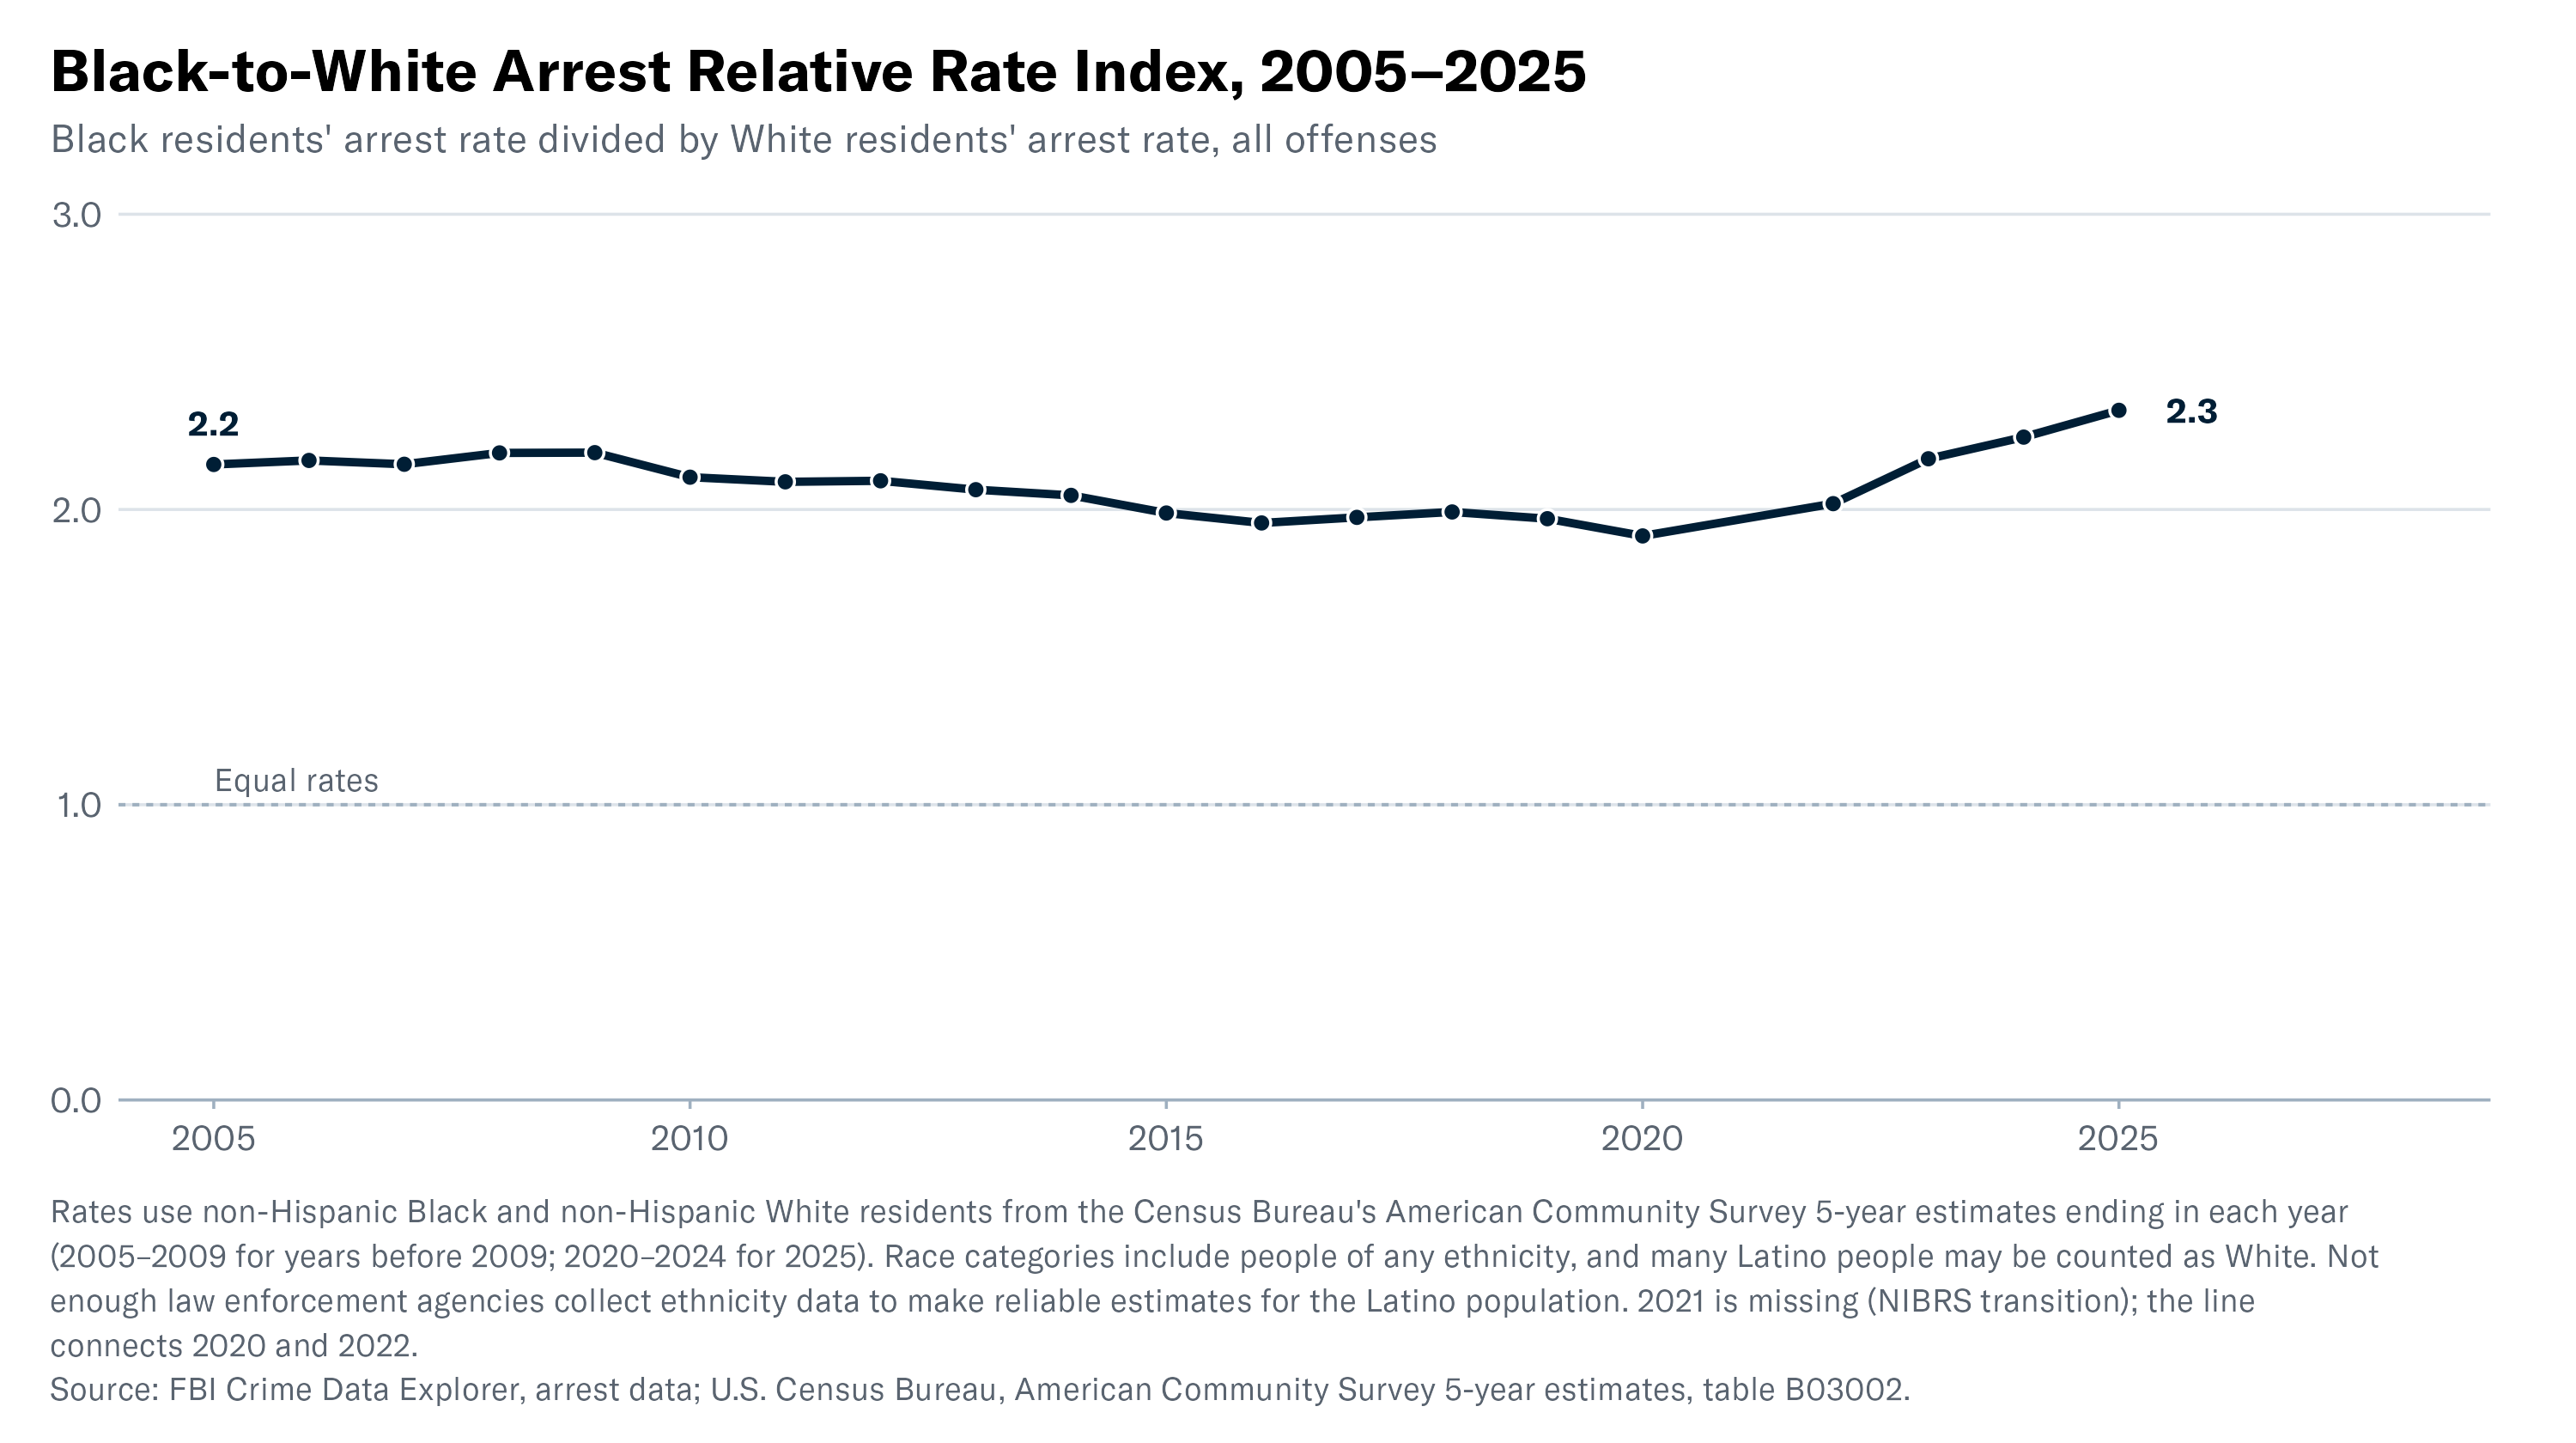 Black-to-White Arrest Relative Rate Index, 2005–2025
Black residents' arrest rate divided by White residents' arrest rate, all offenses
3.0
2.2
2.3
2.0
Equal rates
1.0
0.0
2005 2010 2015 2020 2025
Rates use non-Hispanic Black and non-Hispanic White residents from the Census Bureau's American Community Survey 5-year estimates ending in each year
(2005–2009 for years before 2009; 2020–2024 for 2025). Race categories include people of any ethnicity, and many Latino people may be counted as White. Not
enough law enforcement agencies collect ethnicity data to make reliable estimates for the Latino population. 2021 is missing (NIBRS transition); the line
connects 2020 and 2022.
Source: FBI Crime Data Explorer, arrest data; U.S. Census Bureau, American Community Survey 5-year estimates, table B03002.